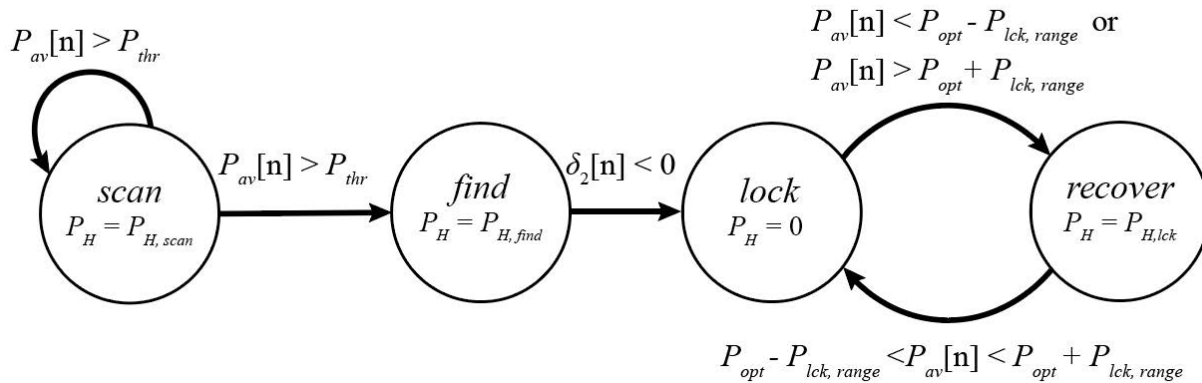 P_av[n] > P_thr
P_av[n] < P_opt - P_lck, range or
P_av[n] > P_opt + P_lck, range
scan
P_H = P_H, scan
P_av[n] > P_thr
find
P_H = P_H, find
δ_2[n] < 0
lock
P_H = 0
recover
P_H = P_H,lck
P_opt - P_lck, range <P_av[n] < P_opt + P_lck, range